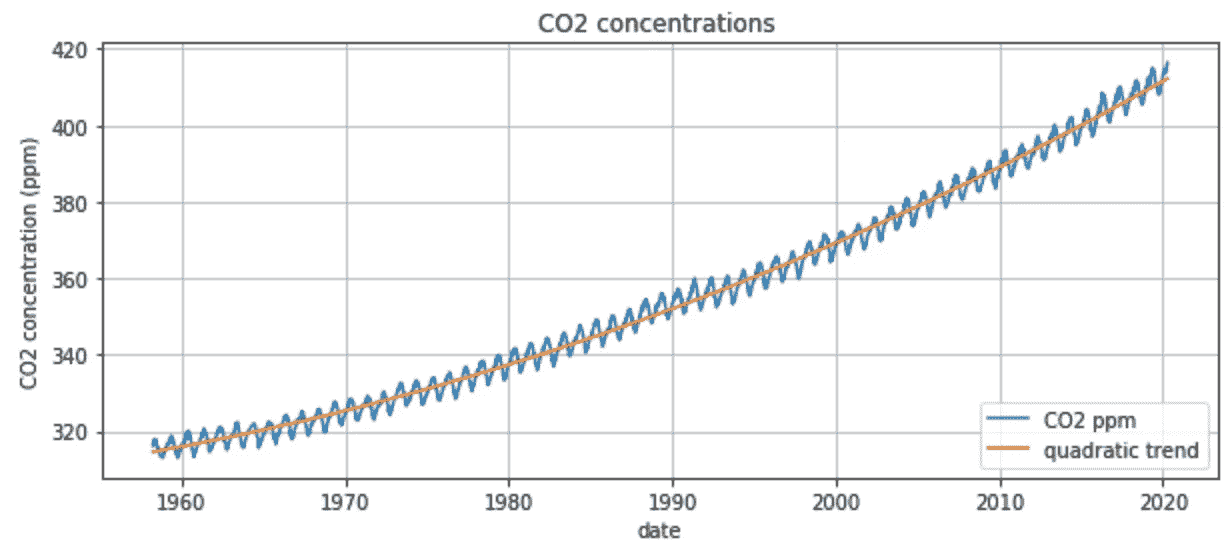 CO2 concentrations
420
400
380
360
340
320
CO2 concentration (ppm)
1960 1970 1980 1990 2000 2010 2020
date
CO2 ppm
quadratic trend